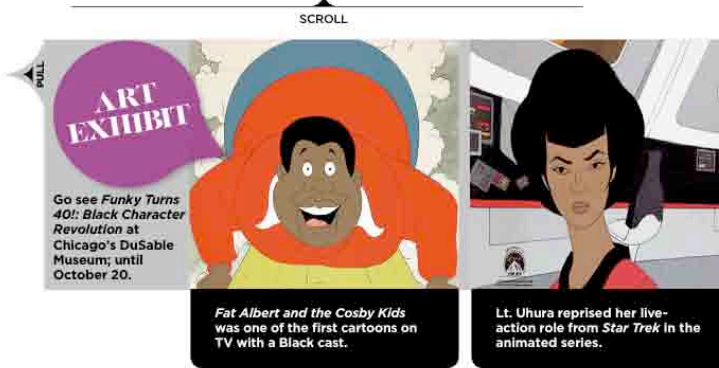 SCROLL
PULL
ART
EXHIBIT
Go see Funky Turns
40!: Black Character
Revolution at
Chicago's DuSable
Museum; until
October 20.
Fat Albert and the Cosby Kids
was one of the first cartoons on
TV with a Black cast.
Lt. Uhura reprised her live-
action role from Star Trek in the
animated series.